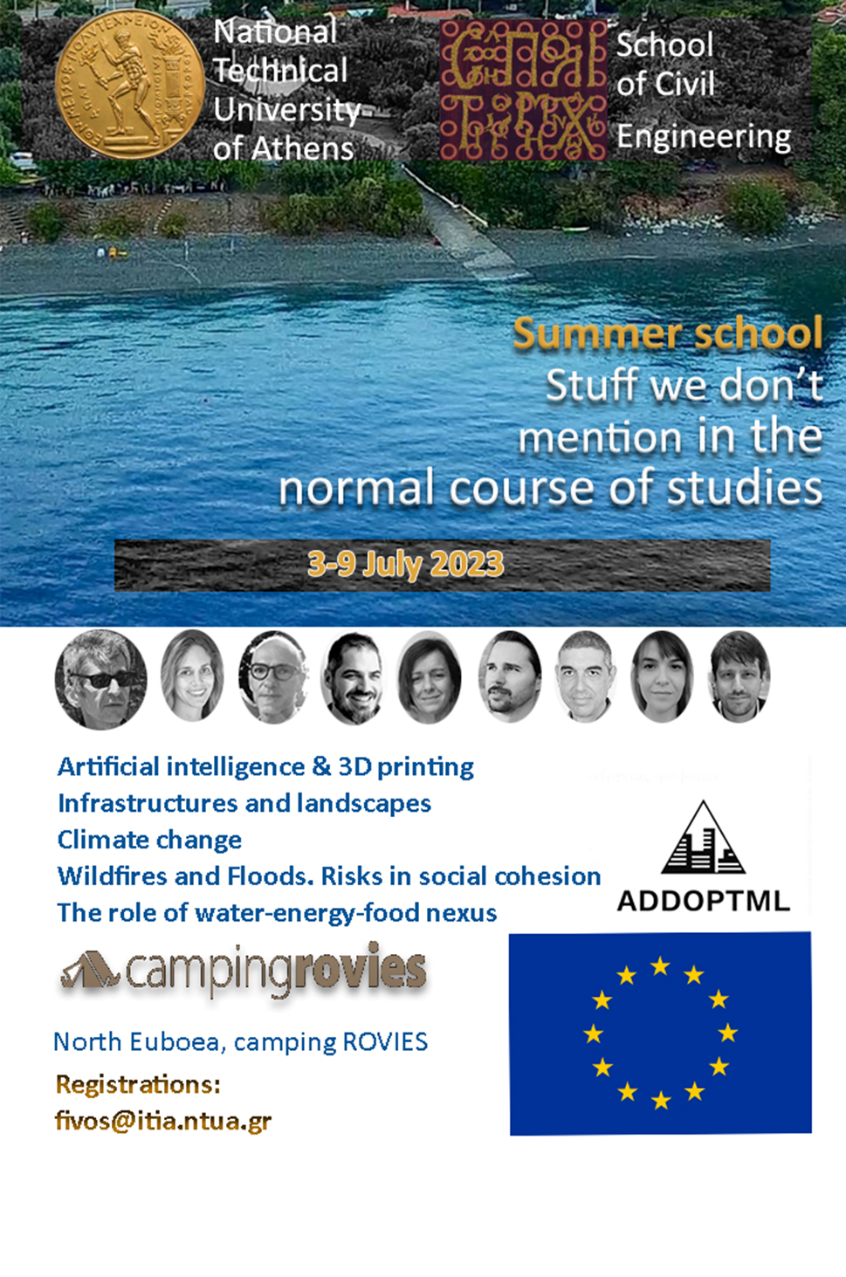 National
Technical
University
of Athens
School
of Civil
Engineering
Summer school
Stuff we don't
mention in the
normal course of studies
3-9 July 2023
Artificial intelligence & 3D printing
Infrastructures and landscapes
Climate change
Wildfires and Floods. Risks in social cohesion
The role of water-energy-food nexus
ADDOPTML
campingrovies
North Euboea, camping ROVIES
Registrations:
fivos@itia.ntua.gr